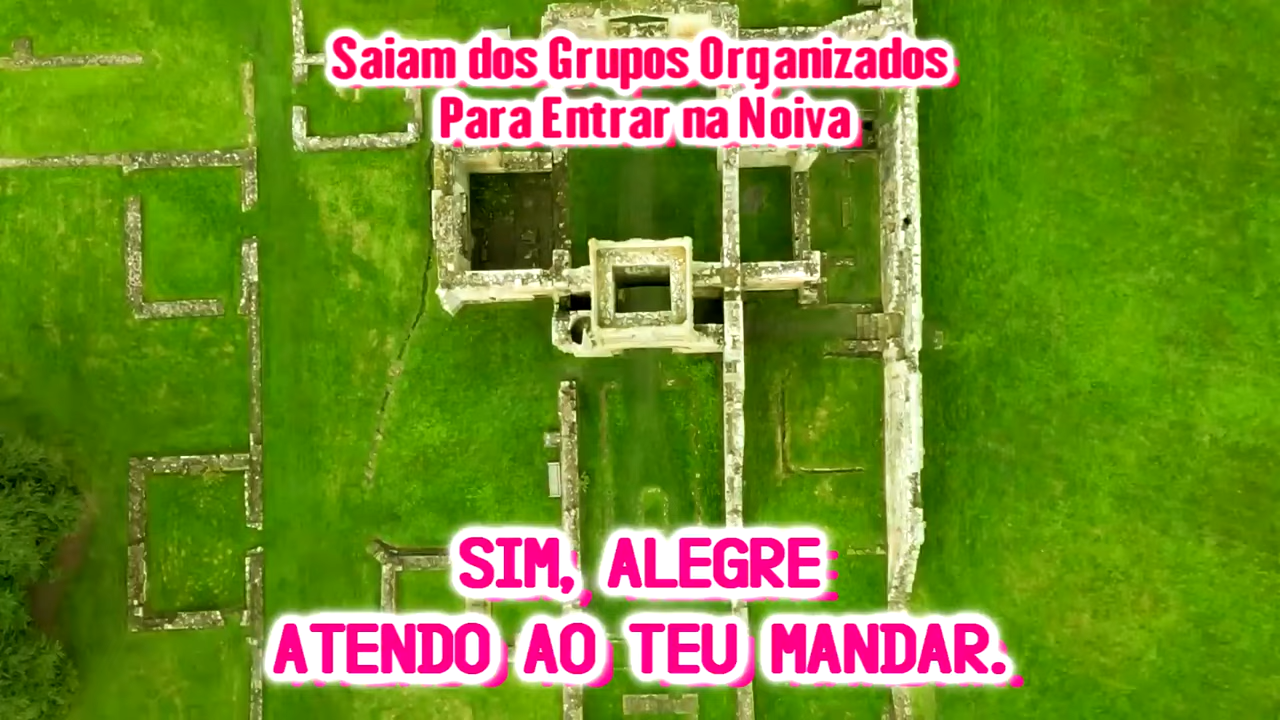 Saiam dos Grupos Organizados
Para Entrar na Noiva
SIM, ALEGRE
ATENDO AO TEU MANDAR.